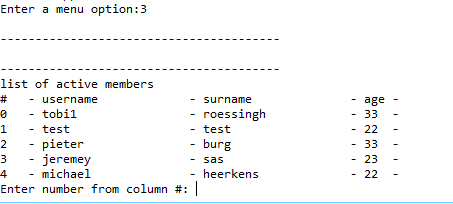 Enter a menu option:3
----------------------------------------
----------------------------------------
list of active members
#   - username             - surname              - age -
0   - tobi1                - roessingh            - 33  -
1   - test                 - test                 - 22  -
2   - pieter               - burg                 - 33  -
3   - jeremey              - sas                  - 23  -
4   - michael              - heerkens             - 22  -
Enter number from column #: